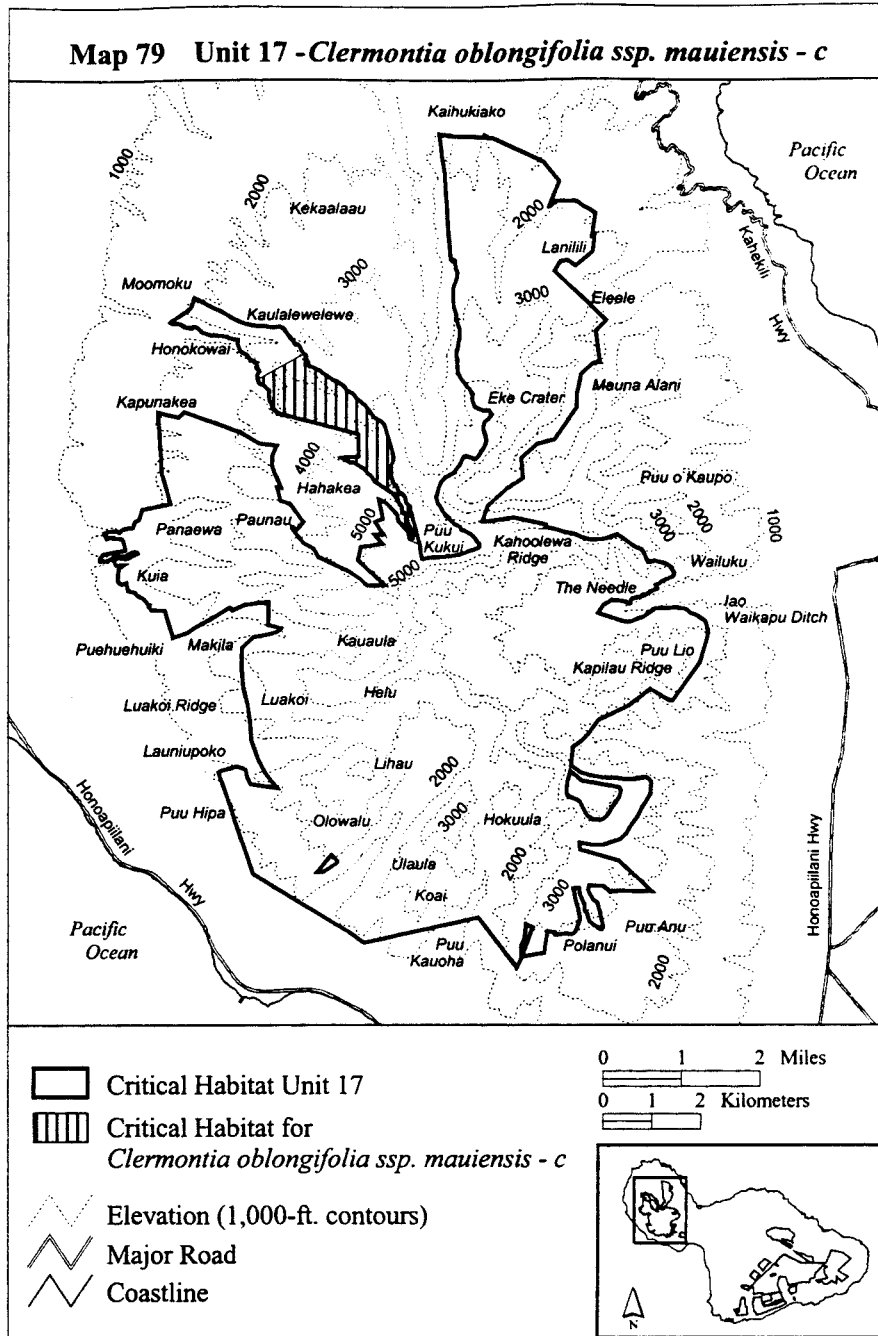 Map 79 Unit 17 - Clermontia oblongifolia ssp. mauiensis - c
Kaihukiako
Pacific
Ocean
1000
2000
Kekaalaau
2000
Lanilili
Kahekili
Hwy
3000
Moomoku
3000
Eleele
Kaulalewelewe
Honokowai
Mauna Alani
Eke Crater
Kapunakea
4000
Hahakea
Puu o Kaupo
5000
3000
2000
1000
Panaewa
Paunau
Puu
Kukui
Kahoolewa
Ridge
Wailuku
Kuia
5000
The Needle
Iao
Waikapu Ditch
Puehuehuiki
Makila
Kauaula
Puu Lio
Kapilau Ridge
Luakoi Ridge
Luakoi
Helu
Launiupoko
Lihau
2000
Puu Hipa
Olowalu
3000
Hokuula
Honoapiilani
Hwy
Ulaula
2000
Koai
3000
Honoapiilani Hwy
Pacific
Ocean
Puu
Kauoha
Polanui
Puu Anu
2000
0 1 2 Miles
0 1 2 Kilometers
Critical Habitat Unit 17
Critical Habitat for
Clermontia oblongifolia ssp. mauiensis - c
Elevation (1,000-ft. contours)
Major Road
Coastline
N